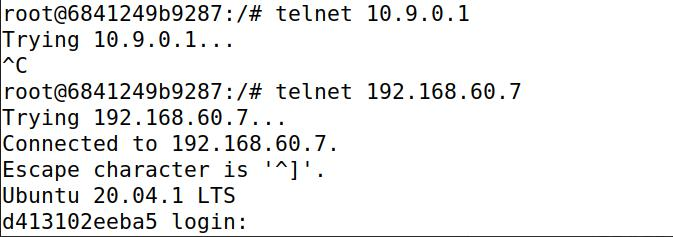 root@6841249b9287:/# telnet 10.9.0.1
Trying 10.9.0.1...
^C
root@6841249b9287:/# telnet 192.168.60.7
Trying 192.168.60.7...
Connected to 192.168.60.7.
Escape character is '^]'.
Ubuntu 20.04.1 LTS
d413102eeba5 login: